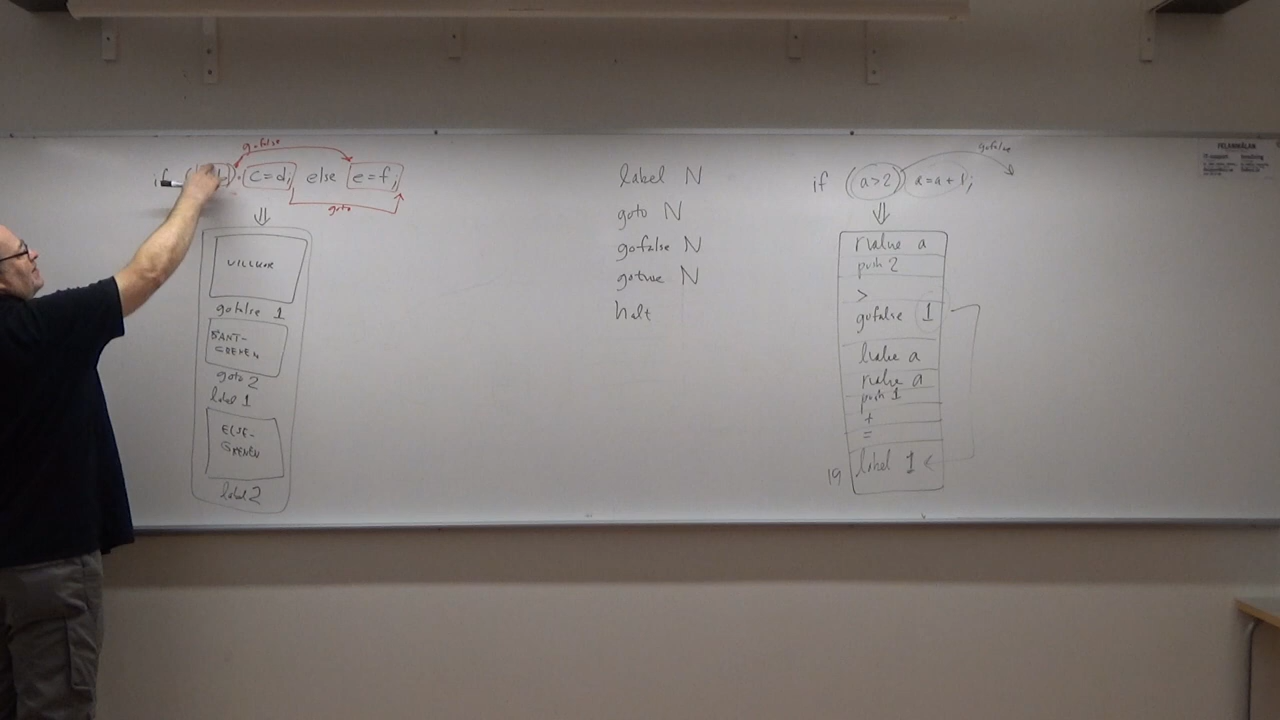 gofalse
if ( ) c=d; else e=f;
goto
VILLKOR
gofalse 1
SANT-
GRENEN
goto 2
label 1
ELSE-
GRENEN
label 2
label N
goto N
gofalse N
gotrue N
halt
gofalse
if (a>2) a=a+1;
rvalue a
push 2
>
gofalse 1
lvalue a
rvalue a
push 1
+
=
19 label 1
FELANMÄLAN